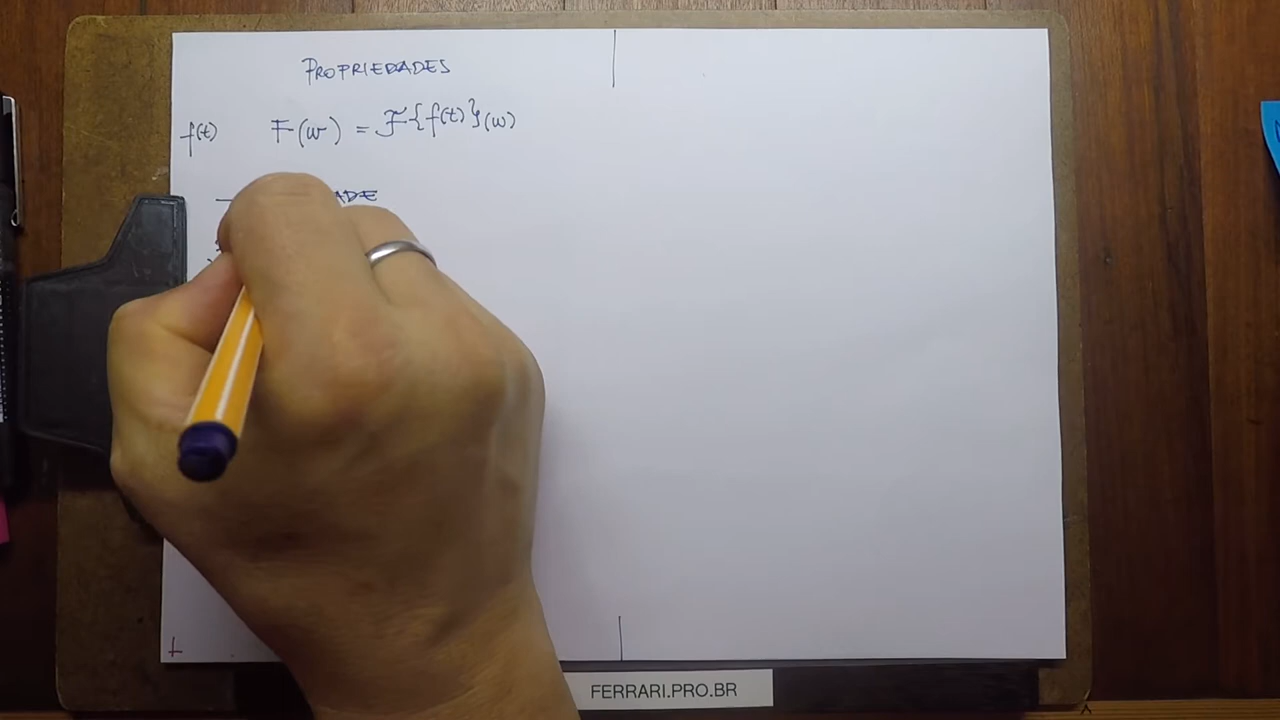 PROPRIEDADES
f(t) F(w) = F{f(t)}(w)
FERRARI.PRO.BR